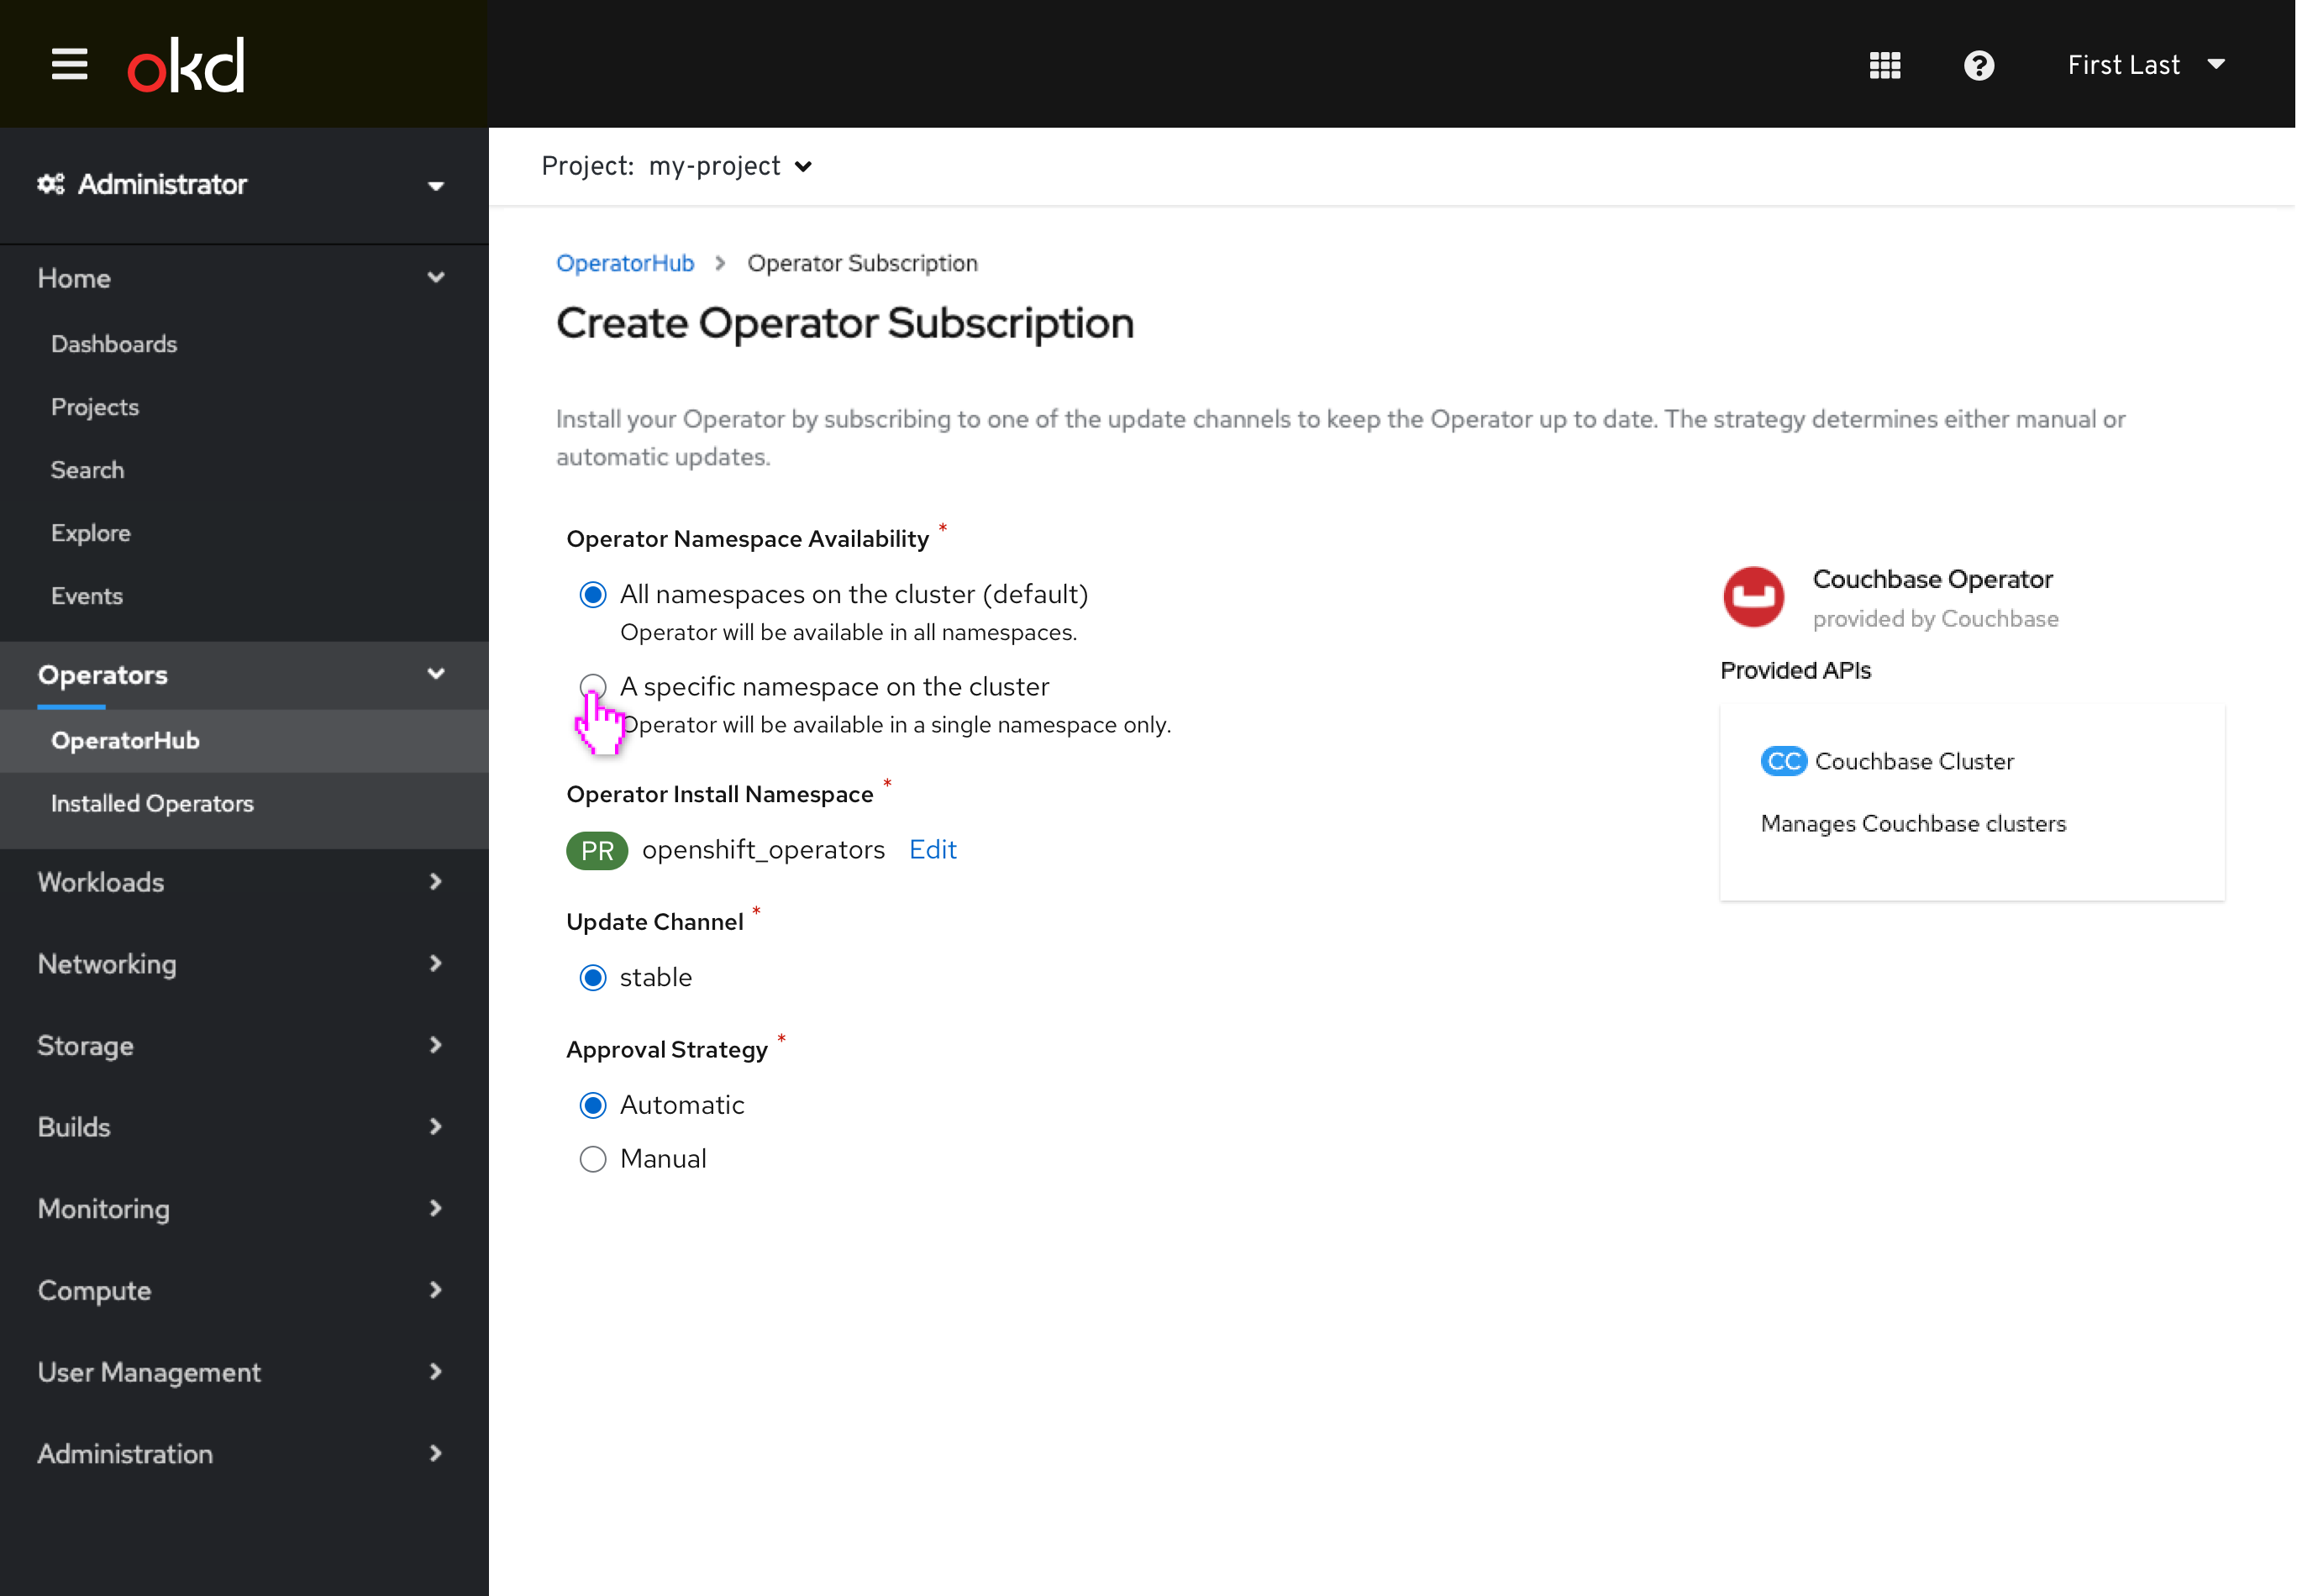 okd
First Last
Administrator
Project: my-project
Home
Dashboards
Projects
Search
Explore
Events
Operators
OperatorHub
Installed Operators
Workloads
Networking
Storage
Builds
Monitoring
Compute
User Management
Administration
OperatorHub > Operator Subscription
Create Operator Subscription
Install your Operator by subscribing to one of the update channels to keep the Operator up to date. The strategy determines either manual or
automatic updates.
Operator Namespace Availability *
All namespaces on the cluster (default)
Operator will be available in all namespaces.
A specific namespace on the cluster
Operator will be available in a single namespace only.
Operator Install Namespace *
PR openshift_operators Edit
Update Channel *
stable
Approval Strategy *
Automatic
Manual
Couchbase Operator
provided by Couchbase
Provided APIs
CC Couchbase Cluster
Manages Couchbase clusters